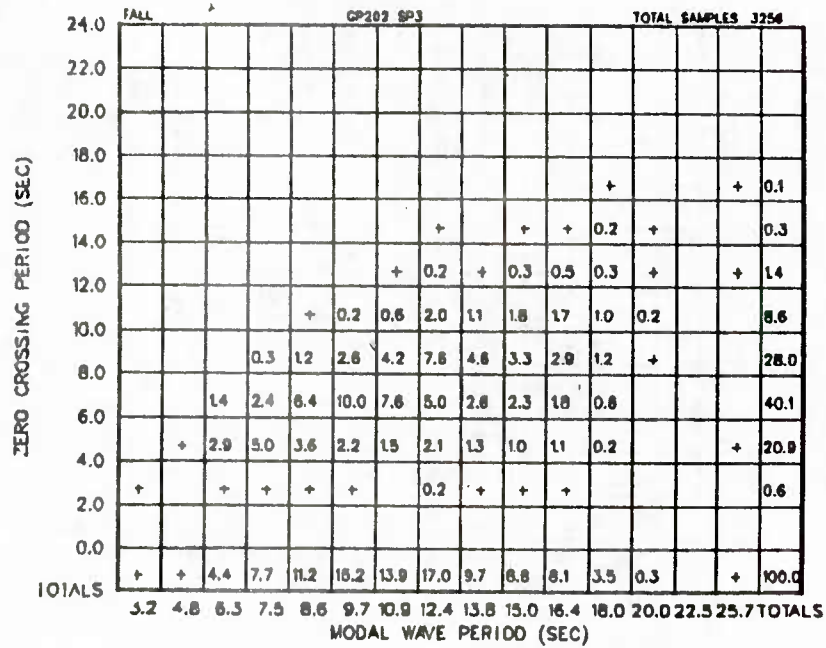 FALL GP202 SP3 TOTAL SAMPLES 3256
24.0
22.0
20.0
18.0
+ + 0.1
16.0
+ + + 0.2 + 0.3
14.0
+ 0.2 + 0.3 0.5 0.3 + + 1.4
12.0
+ 0.2 0.6 2.0 1.1 1.8 1.7 1.0 0.2 8.6
10.0
0.3 1.2 2.6 4.2 7.6 4.6 3.3 2.9 1.2 + 28.0
8.0
1.4 2.4 6.4 10.0 7.6 5.0 2.6 2.3 1.8 0.6 40.1
6.0
+ 2.9 5.0 3.6 2.2 1.5 2.1 1.3 1.0 1.1 0.2 + 20.9
4.0
+ + + + + 0.2 + + + 0.6
2.0
0.0
TOTALS + + 4.4 7.7 11.2 15.2 13.9 17.0 9.7 8.8 8.1 3.5 0.3 + 100.0
3.2 4.8 6.3 7.5 8.6 9.7 10.9 12.4 13.8 15.0 16.4 18.0 20.0 22.5 25.7 TOTALS
MODAL WAVE PERIOD (SEC)
ZERO CROSSING PERIOD (SEC)